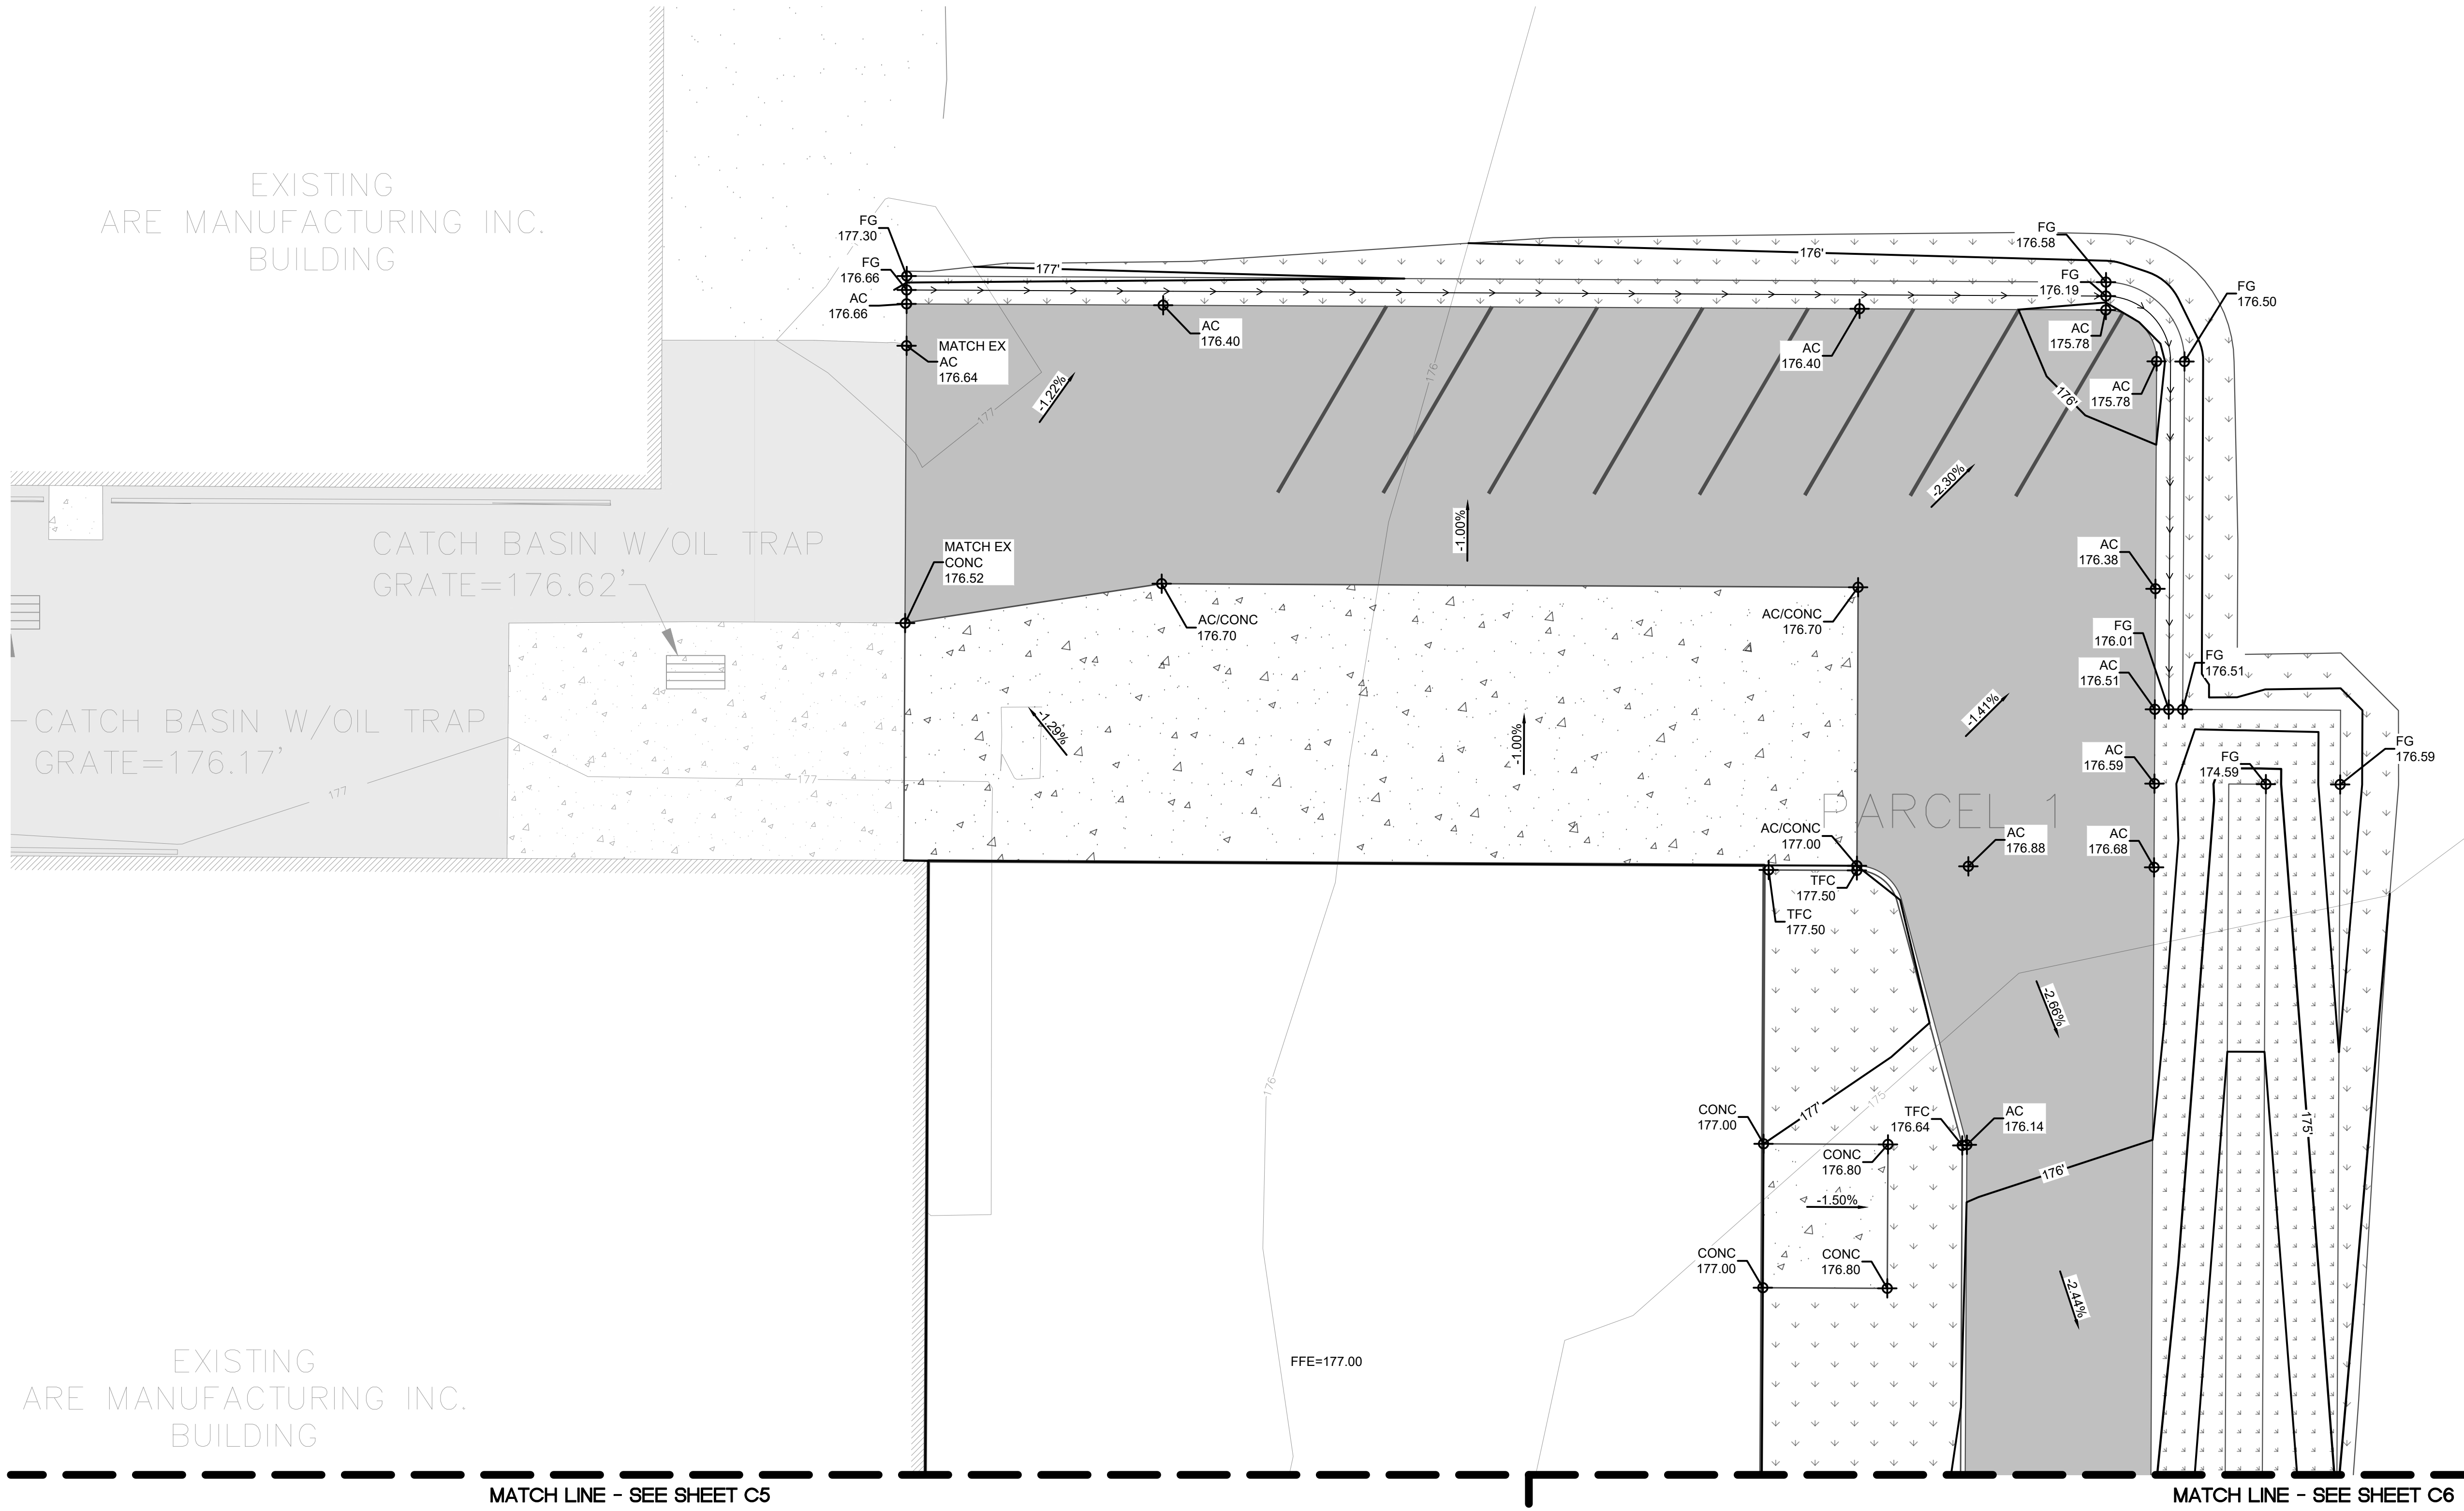 EXISTING
ARE MANUFACTURING INC.
BUILDING
FG
177.30
FG
176.66
AC
176.66
MATCH EX
AC
176.64
177'
176'
FG
176.58
FG
176.19
FG
176.50
AC
176.40
AC
176.40
AC
175.78
AC
175.78
176'
-1.22%
177
176
-2.30%
-1.00%
CATCH BASIN W/OIL TRAP
GRATE=176.62'
MATCH EX
CONC
176.52
AC
176.38
AC/CONC
176.70
AC/CONC
176.70
FG
176.01
AC
176.51
FG
176.51
CATCH BASIN W/OIL TRAP
GRATE=176.17'
-1.29%
-1.00%
-1.41%
177
177
AC
176.59
FG
174.59
FG
176.59
PARCEL 1
AC/CONC
177.00
AC
176.88
AC
176.68
TFC
177.50
TFC
177.50
-2.66%
176
175
177'
CONC
177.00
TFC
176.64
AC
176.14
175'
CONC
176.80
176'
-1.50%
CONC
177.00
CONC
176.80
-2.44%
FFE=177.00
EXISTING
ARE MANUFACTURING INC.
BUILDING
MATCH LINE - SEE SHEET C5
MATCH LINE - SEE SHEET C6